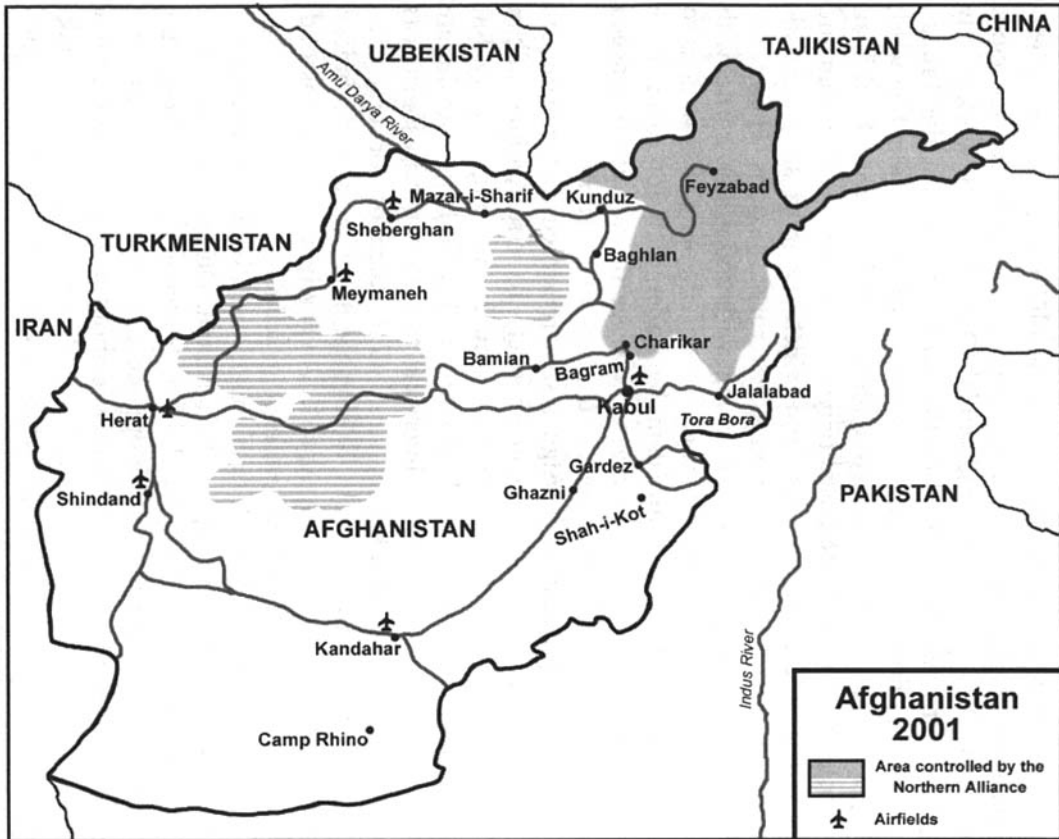 CHINA
UZBEKISTAN
TAJIKISTAN
Amu Darya River
Feyzabad
Mazar-i-Sharif
Kunduz
Sheberghan
TURKMENISTAN
Baghlan
Meymaneh
IRAN
Charikar
Bamian
Bagram
Jalalabad
Kabul
Herat
Tora Bora
Gardez
Shindand
Ghazni
PAKISTAN
Shah-i-Kot
AFGHANISTAN
Kandahar
Indus River
Camp Rhino
Afghanistan
2001
Area controlled by the
Northern Alliance
Airfields